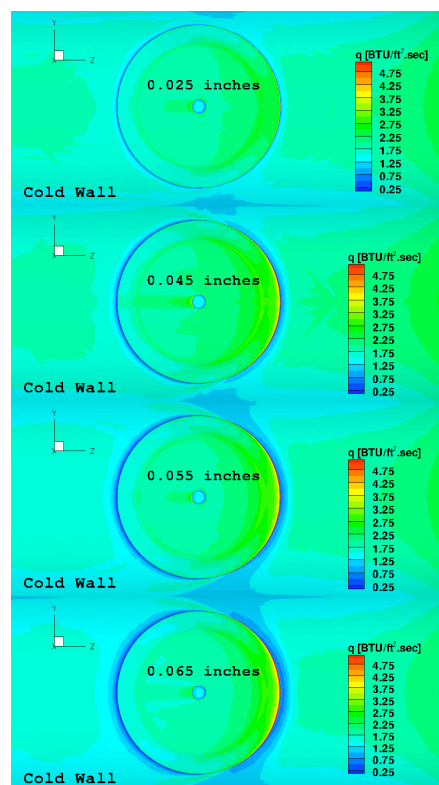 Y
X
Z
0.025 inches
q [BTU/ft².sec]
4.75
4.25
3.75
3.25
2.75
2.25
1.75
1.25
0.75
0.25
Cold Wall
Y
X
Z
0.045 inches
q [BTU/ft².sec]
4.75
4.25
3.75
3.25
2.75
2.25
1.75
1.25
0.75
0.25
Cold Wall
Y
X
Z
0.055 inches
q [BTU/ft².sec]
4.75
4.25
3.75
3.25
2.75
2.25
1.75
1.25
0.75
0.25
Cold Wall
Y
X
Z
0.065 inches
q [BTU/ft².sec]
4.75
4.25
3.75
3.25
2.75
2.25
1.75
1.25
0.75
0.25
Cold Wall